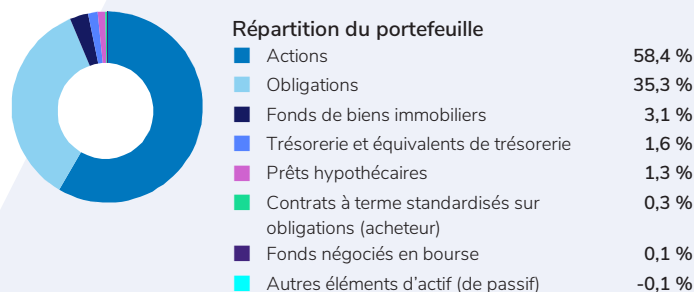 Répartition du portefeuille
Actions 58,4 %
Obligations 35,3 %
Fonds de biens immobiliers 3,1 %
Trésorerie et équivalents de trésorerie 1,6 %
Prêts hypothécaires 1,3 %
Contrats à terme standardisés sur 0,3 %
obligations (acheteur)
Fonds négociés en bourse 0,1 %
Autres éléments d’actif (de passif) -0,1 %